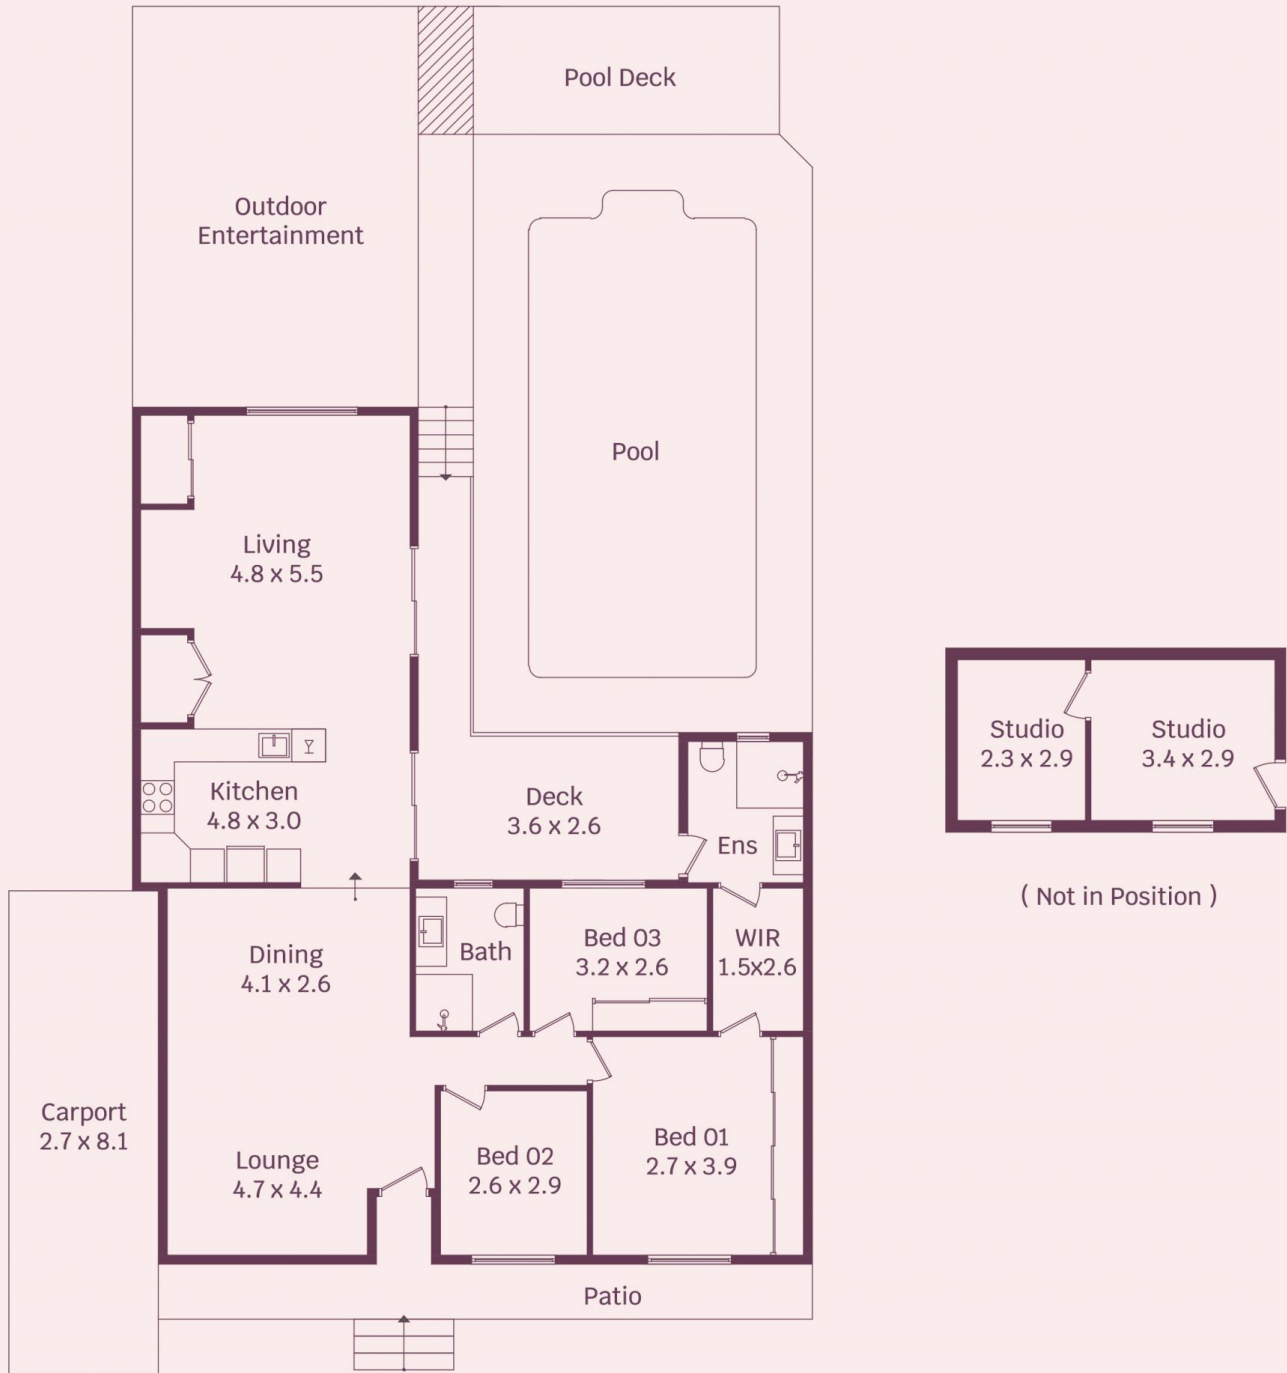 Pool Deck
Outdoor
Entertainment
Pool
Living
4.8 x 5.5
Studio
2.3 x 2.9
Studio
3.4 x 2.9
Kitchen
4.8 x 3.0
Deck
3.6 x 2.6
Ens
( Not in Position )
Dining
4.1 x 2.6
Bath
Bed 03
3.2 x 2.6
WIR
1.5x2.6
Carport
2.7 x 8.1
Lounge
4.7 x 4.4
Bed 02
2.6 x 2.9
Bed 01
2.7 x 3.9
Patio